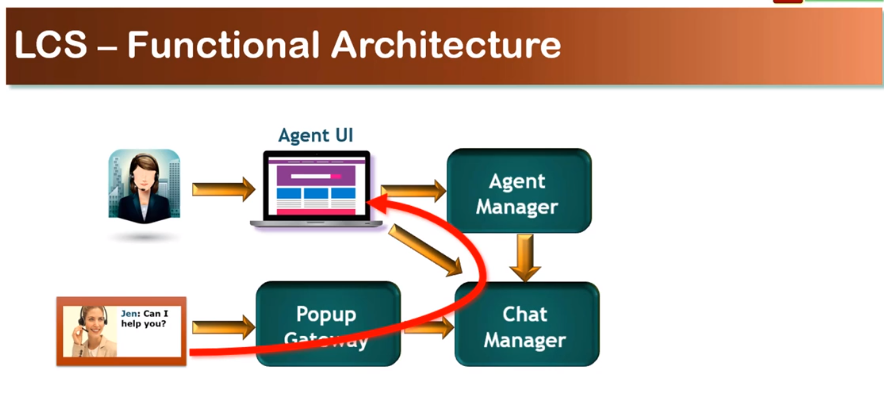 LCS – Functional Architecture
Agent UI
Agent
Manager
Jen: Can I
help you?
Popup
Gateway
Chat
Manager